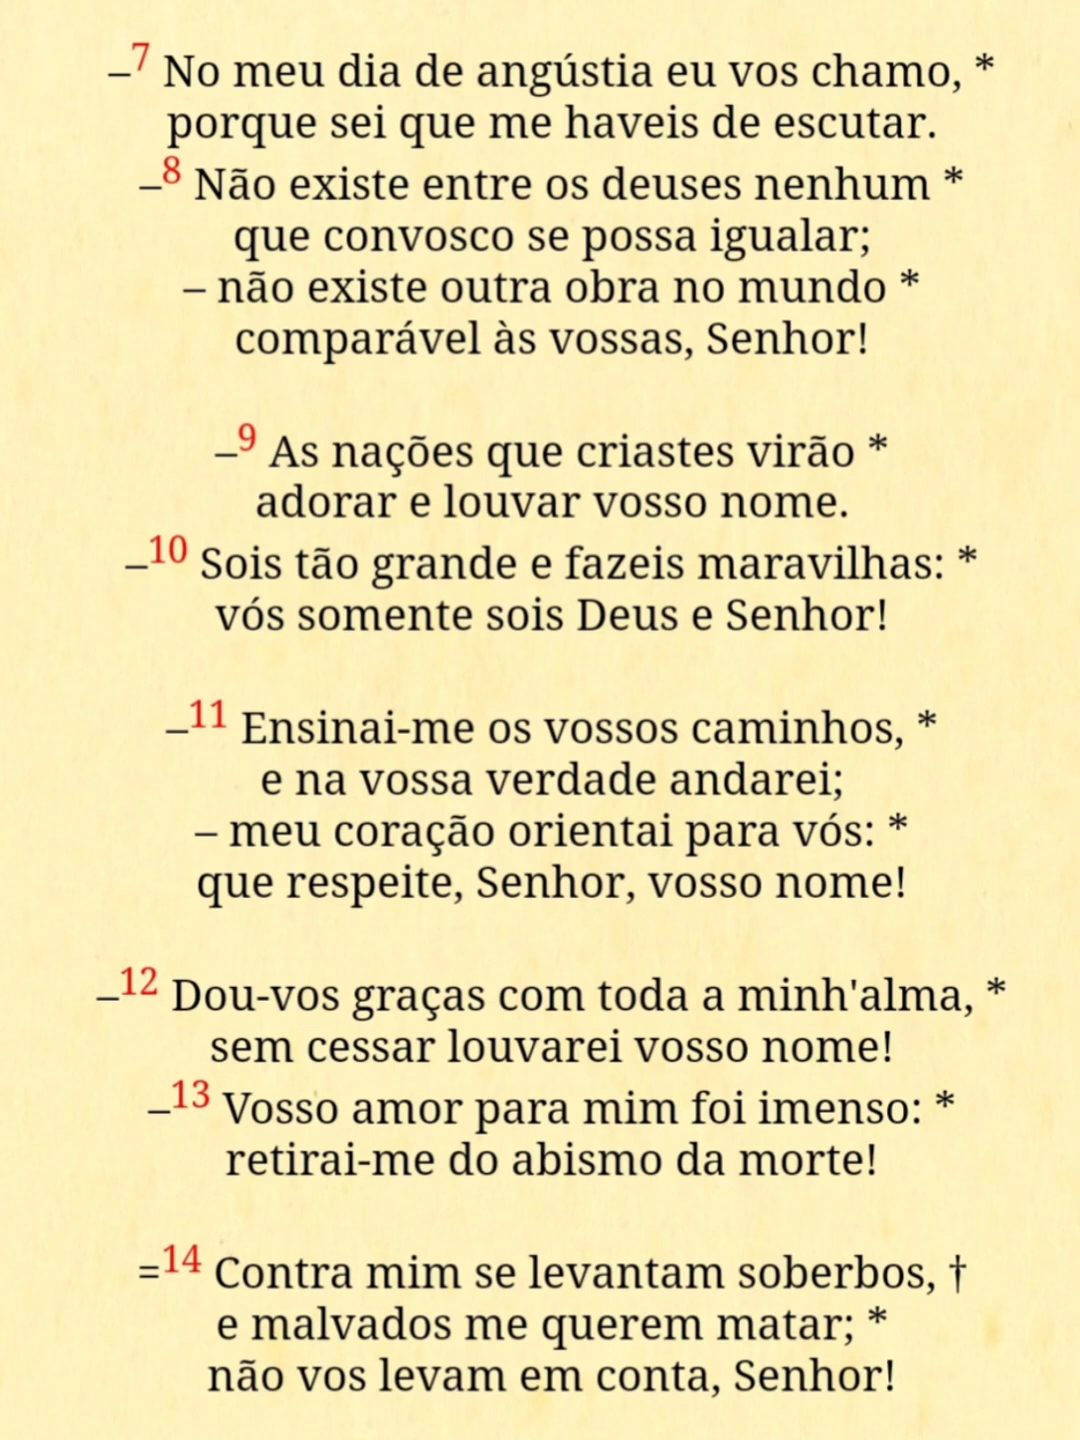 –7 No meu dia de angústia eu vos chamo, *
porque sei que me haveis de escutar.
–8 Não existe entre os deuses nenhum *
que convosco se possa igualar;
– não existe outra obra no mundo *
comparável às vossas, Senhor!
–9 As nações que criastes virão *
adorar e louvar vosso nome.
–10 Sois tão grande e fazeis maravilhas: *
vós somente sois Deus e Senhor!
–11 Ensinai-me os vossos caminhos, *
e na vossa verdade andarei;
– meu coração orientai para vós: *
que respeite, Senhor, vosso nome!
–12 Dou-vos graças com toda a minh'alma, *
sem cessar louvarei vosso nome!
–13 Vosso amor para mim foi imenso: *
retirai-me do abismo da morte!
=14 Contra mim se levantam soberbos, †
e malvados me querem matar; *
não vos levam em conta, Senhor!